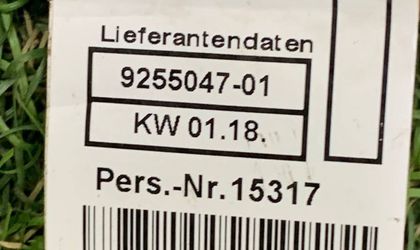 Lieferantendaten
9255047-01
KW 01.18.
Pers.-Nr.15317